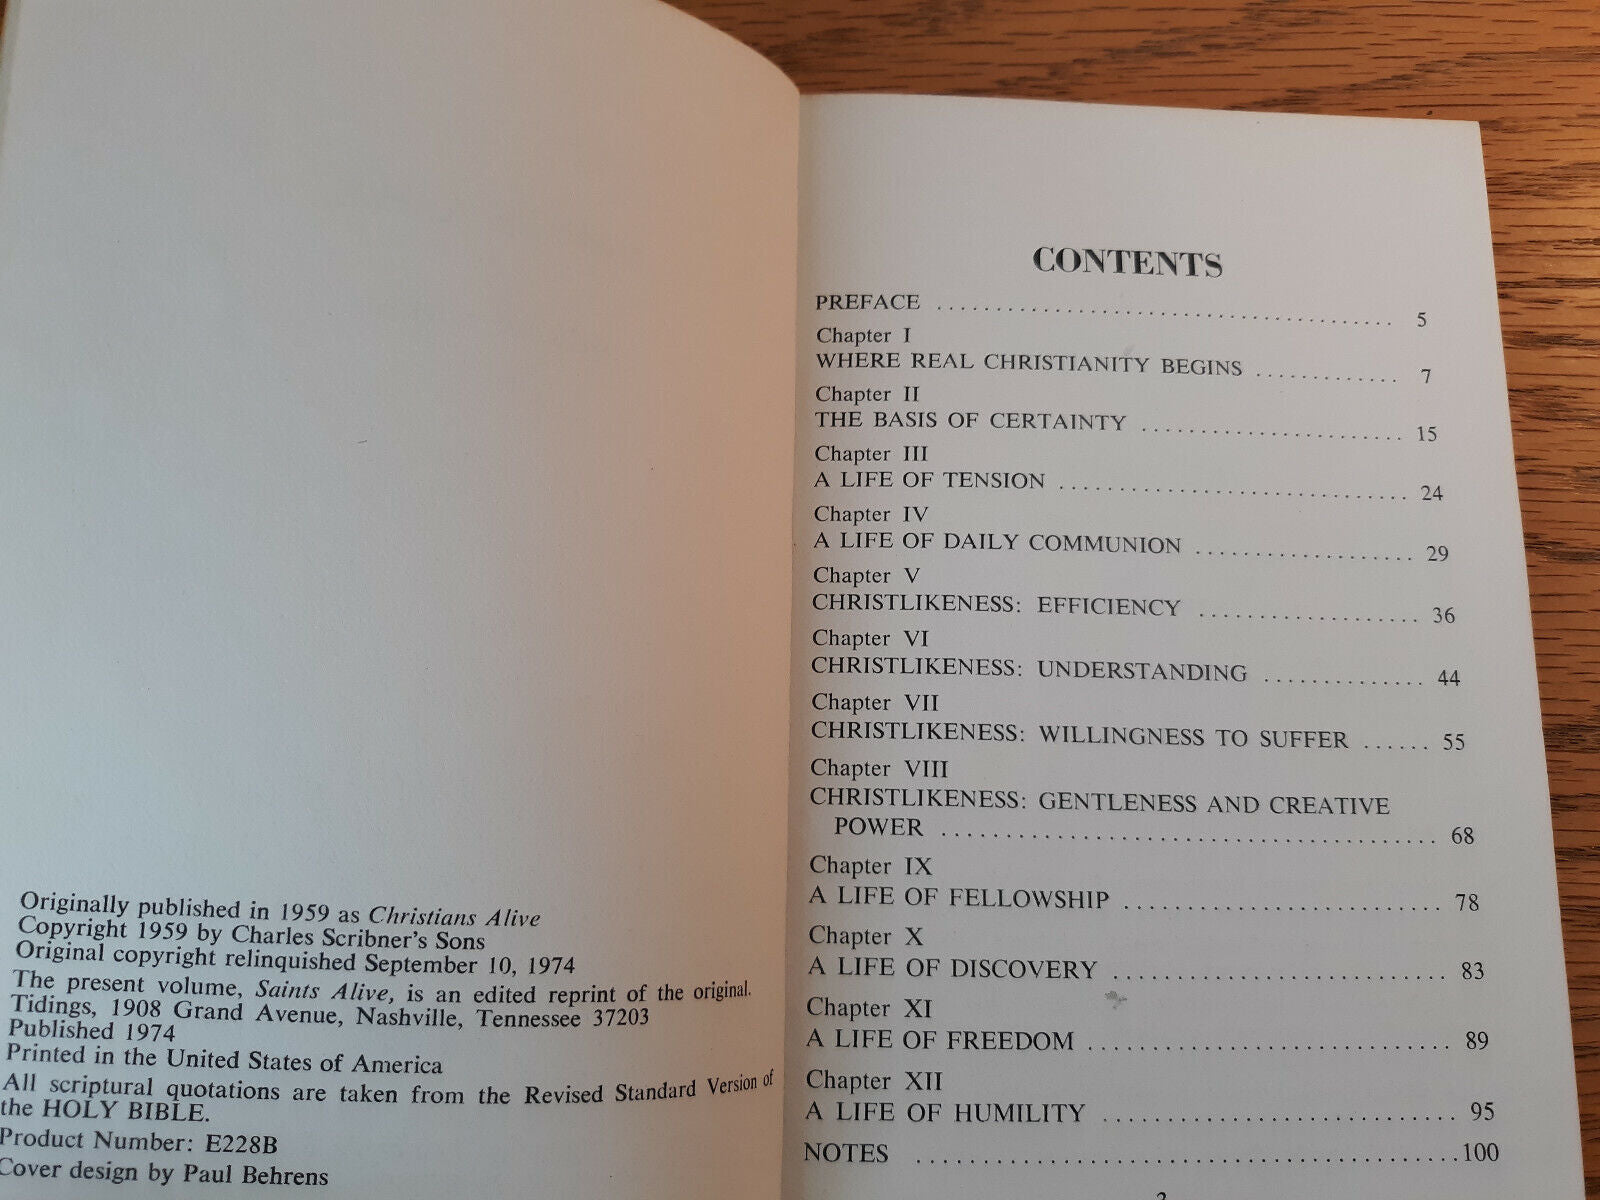 Originally published in 1959 as Christians Alive
Copyright 1959 by Charles Scribner's Sons
Original copyright relinquished September 10, 1974
The present volume, Saints Alive, is an edited reprint of the original.
Tidings, 1908 Grand Avenue, Nashville, Tennessee 37203
Published 1974
Printed in the United States of America
All scriptural quotations are taken from the Revised Standard Version of
the HOLY BIBLE.
Product Number: E228B
Cover design by Paul Behrens
CONTENTS
PREFACE ........................................ 5
Chapter I
WHERE REAL CHRISTIANITY BEGINS ............. 7
Chapter II
THE BASIS OF CERTAINTY ....................... 15
Chapter III
A LIFE OF TENSION .............................. 24
Chapter IV
A LIFE OF DAILY COMMUNION ................... 29
Chapter V
CHRISTLIKENESS: EFFICIENCY ................... 36
Chapter VI
CHRISTLIKENESS: UNDERSTANDING .............. 44
Chapter VII
CHRISTLIKENESS: WILLINGNESS TO SUFFER ...... 55
Chapter VIII
CHRISTLIKENESS: GENTLENESS AND CREATIVE
POWER ........................................ 68
Chapter IX
A LIFE OF FELLOWSHIP ........................... 78
Chapter X
A LIFE OF DISCOVERY ............................ 83
Chapter XI
A LIFE OF FREEDOM .............................. 89
Chapter XII
A LIFE OF HUMILITY .............................. 95
NOTES .............................................100